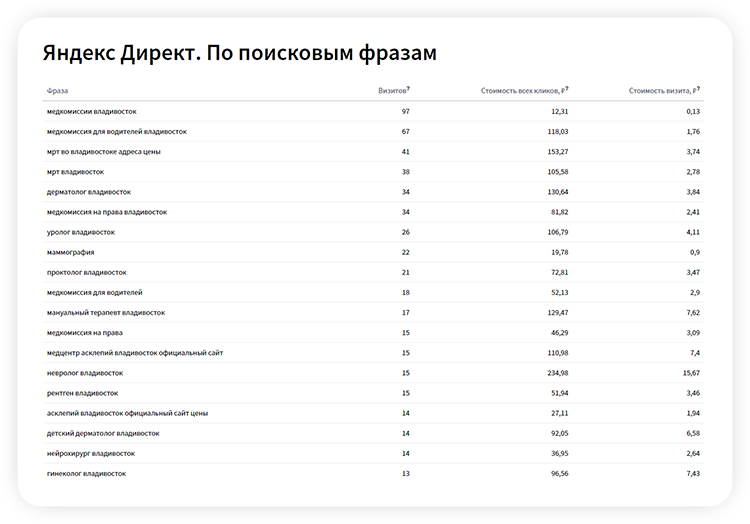 Яндекс Директ. По поисковым фразам
Фраза Визитов? Стоимость всех кликов, ₽? Стоимость визита, ₽?
медкомиссии владивосток 97 12,31 0,13
медкомиссия для водителей владивосток 67 118,03 1,76
мрт во владивостоке адреса цены 41 153,27 3,74
мрт владивосток 38 105,58 2,78
дерматолог владивосток 34 130,64 3,84
медкомиссия на права владивосток 34 81,82 2,41
уролог владивосток 26 106,79 4,11
маммография 22 19,78 0,9
проктолог владивосток 21 72,81 3,47
медкомиссия для водителей 18 52,13 2,9
мануальный терапевт владивосток 17 129,47 7,62
медкомиссия на права 15 46,29 3,09
медцентр асклепий владивосток официальный сайт 15 110,98 7,4
невролог владивосток 15 234,98 15,67
рентген владивосток 15 51,94 3,46
асклепий владивосток официальный сайт цены 14 27,11 1,94
детский дерматолог владивосток 14 92,05 6,58
нейрохирург владивосток 14 36,95 2,64
гинеколог владивосток 13 96,56 7,43